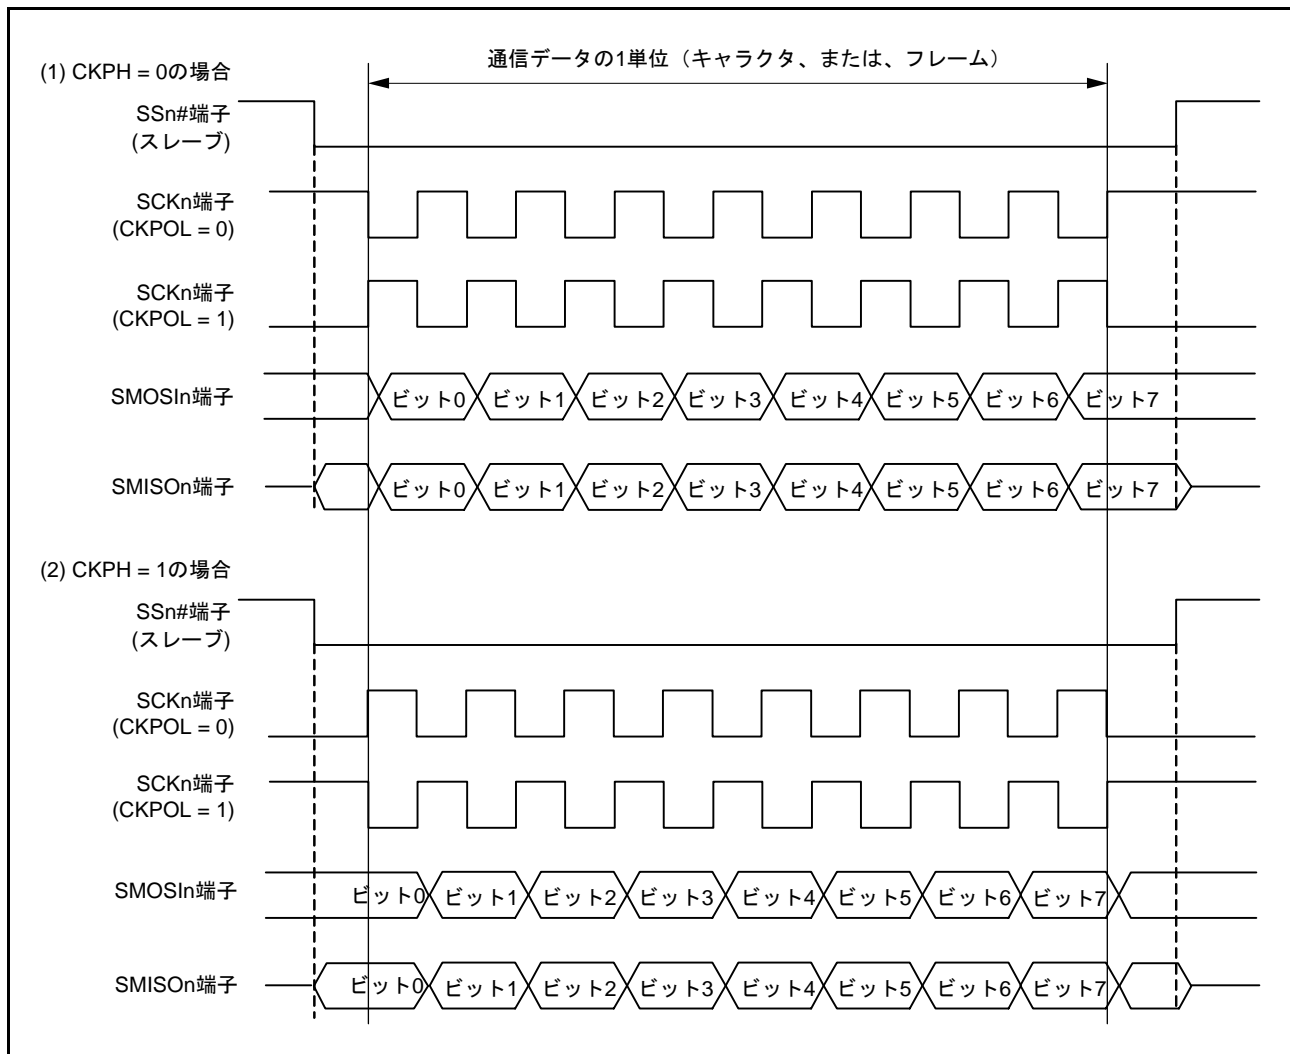 通信データの1単位（キャラクタ、または、フレーム）
(1) CKPH = 0の場合
SSn#端子
(スレーブ)
SCKn端子
(CKPOL = 0)
SCKn端子
(CKPOL = 1)
SMOSIn端子
ビット0 ビット1 ビット2 ビット3 ビット4 ビット5 ビット6 ビット7
SMISOn端子
ビット0 ビット1 ビット2 ビット3 ビット4 ビット5 ビット6 ビット7
(2) CKPH = 1の場合
SSn#端子
(スレーブ)
SCKn端子
(CKPOL = 0)
SCKn端子
(CKPOL = 1)
SMOSIn端子
ビット0 ビット1 ビット2 ビット3 ビット4 ビット5 ビット6 ビット7
SMISOn端子
ビット0 ビット1 ビット2 ビット3 ビット4 ビット5 ビット6 ビット7